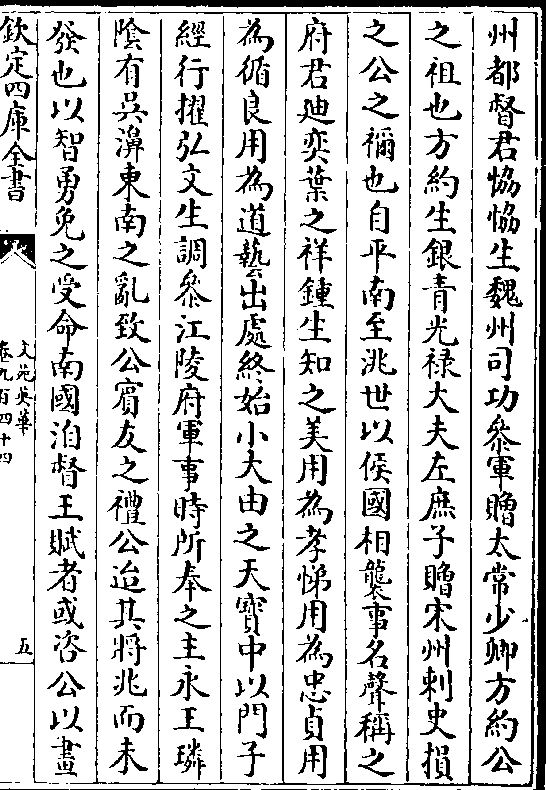 州都督君恊恊生魏州司功叅軍贈太常少卿方約公
之祖也方約生銀青光禄大夫左庶子贈宋州刺史損
之公之禰也自平南至洮世以侯國相襲事名聲稱之
府君廸奕葉之祥鍾生知之美用為孝悌用為忠貞用
為循良用為道藝出處終始小大由之天寳中以門子
經行擢弘文生調叅江陵府軍事時所奉之主永王璘
隂有吳濞東南之亂致公賔友之禮公迨其將兆而未
發也以智勇免之受命南國洎督王賦者或咨公以畫
欽定四庫全書
文苑英華
卷九百四十四
五